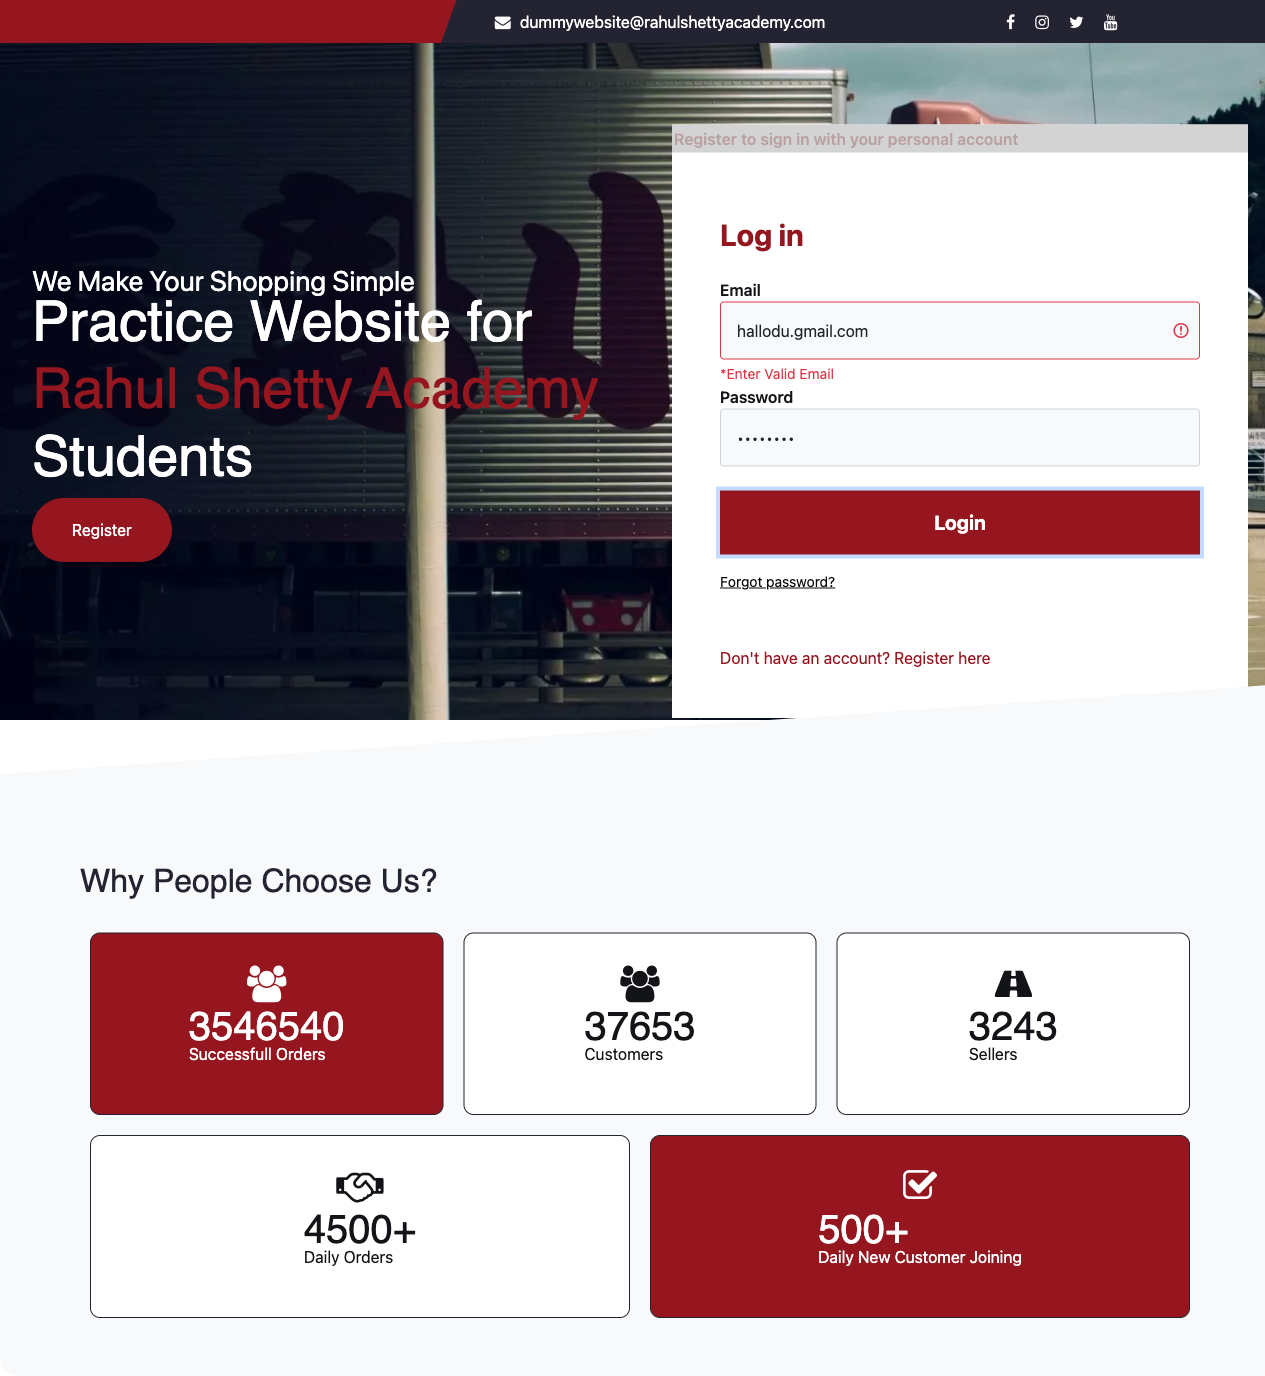 dummywebsite@rahulshettyacademy.com
Register to sign in with your personal account
We Make Your Shopping Simple
Practice Website for
Rahul Shetty Academy
Students
Register
Log in
Email
hallodu.gmail.com
*Enter Valid Email
Password
Login
Forgot password?
Don't have an account? Register here
Why People Choose Us?
3546540
Successfull Orders
37653
Customers
3243
Sellers
4500+
Daily Orders
500+
Daily New Customer Joining